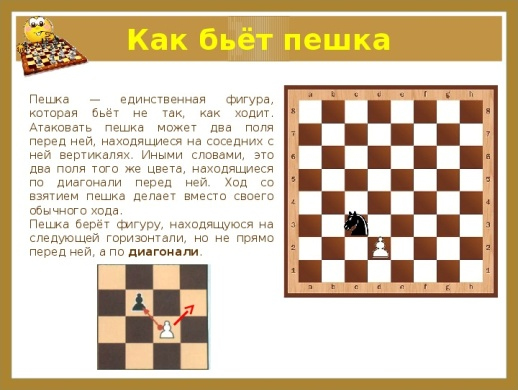 Как бьёт пешка
Пешка — единственная фигура,
которая бьёт не так, как ходит.
Атаковать пешка может два поля
перед ней, находящиеся на соседних с
ней вертикалях. Иными словами, это
два поля того же цвета, находящиеся
по диагонали перед ней. Ход со
взятием пешка делает вместо своего
обычного хода.
Пешка берёт фигуру, находящуюся на
следующей горизонтали, но не прямо
перед ней, а по диагонали.
a b c d e f g h
8 8
7 7
6 6
5 5
4 4
3 3
2 2
1 1
a b c d e f g h